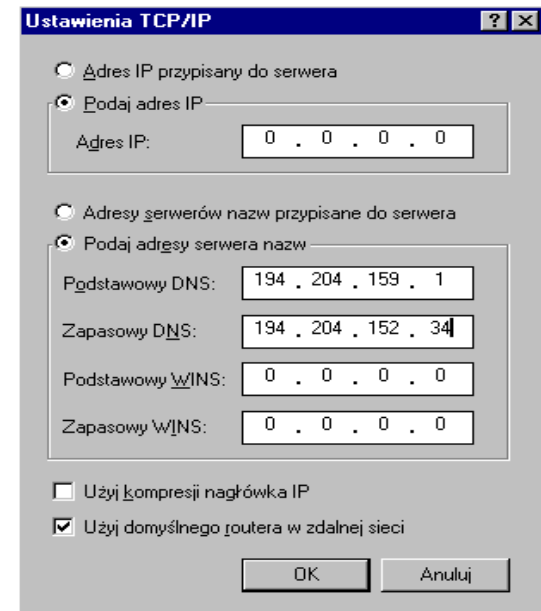 Ustawienia TCP/IP
Adres IP przypisany do serwera
Podaj adres IP
Adres IP: 0 . 0 . 0 . 0
Adresy serwerów nazw przypisane do serwera
Podaj adresy serwera nazw
Podstawowy DNS: 194 . 204 . 159 . 1
Zapasowy DNS: 194 . 204 . 152 . 34
Podstawowy WINS: 0 . 0 . 0 . 0
Zapasowy WINS: 0 . 0 . 0 . 0
Użyj kompresji nagłówka IP
Użyj domyślnego routera w zdalnej sieci
OK Anuluj